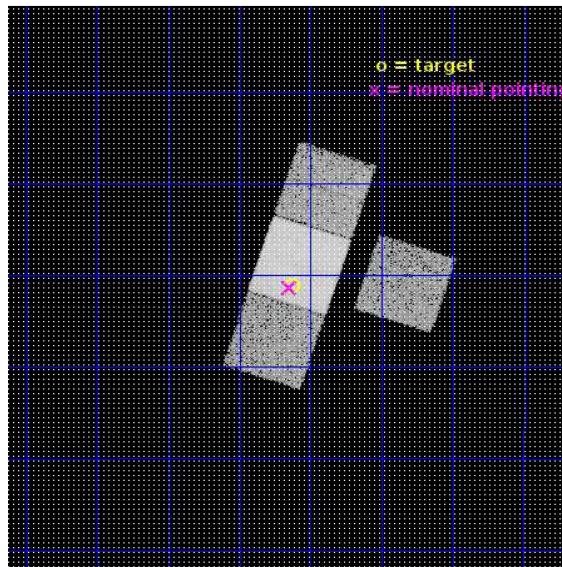 o = target
x = nominal pointing